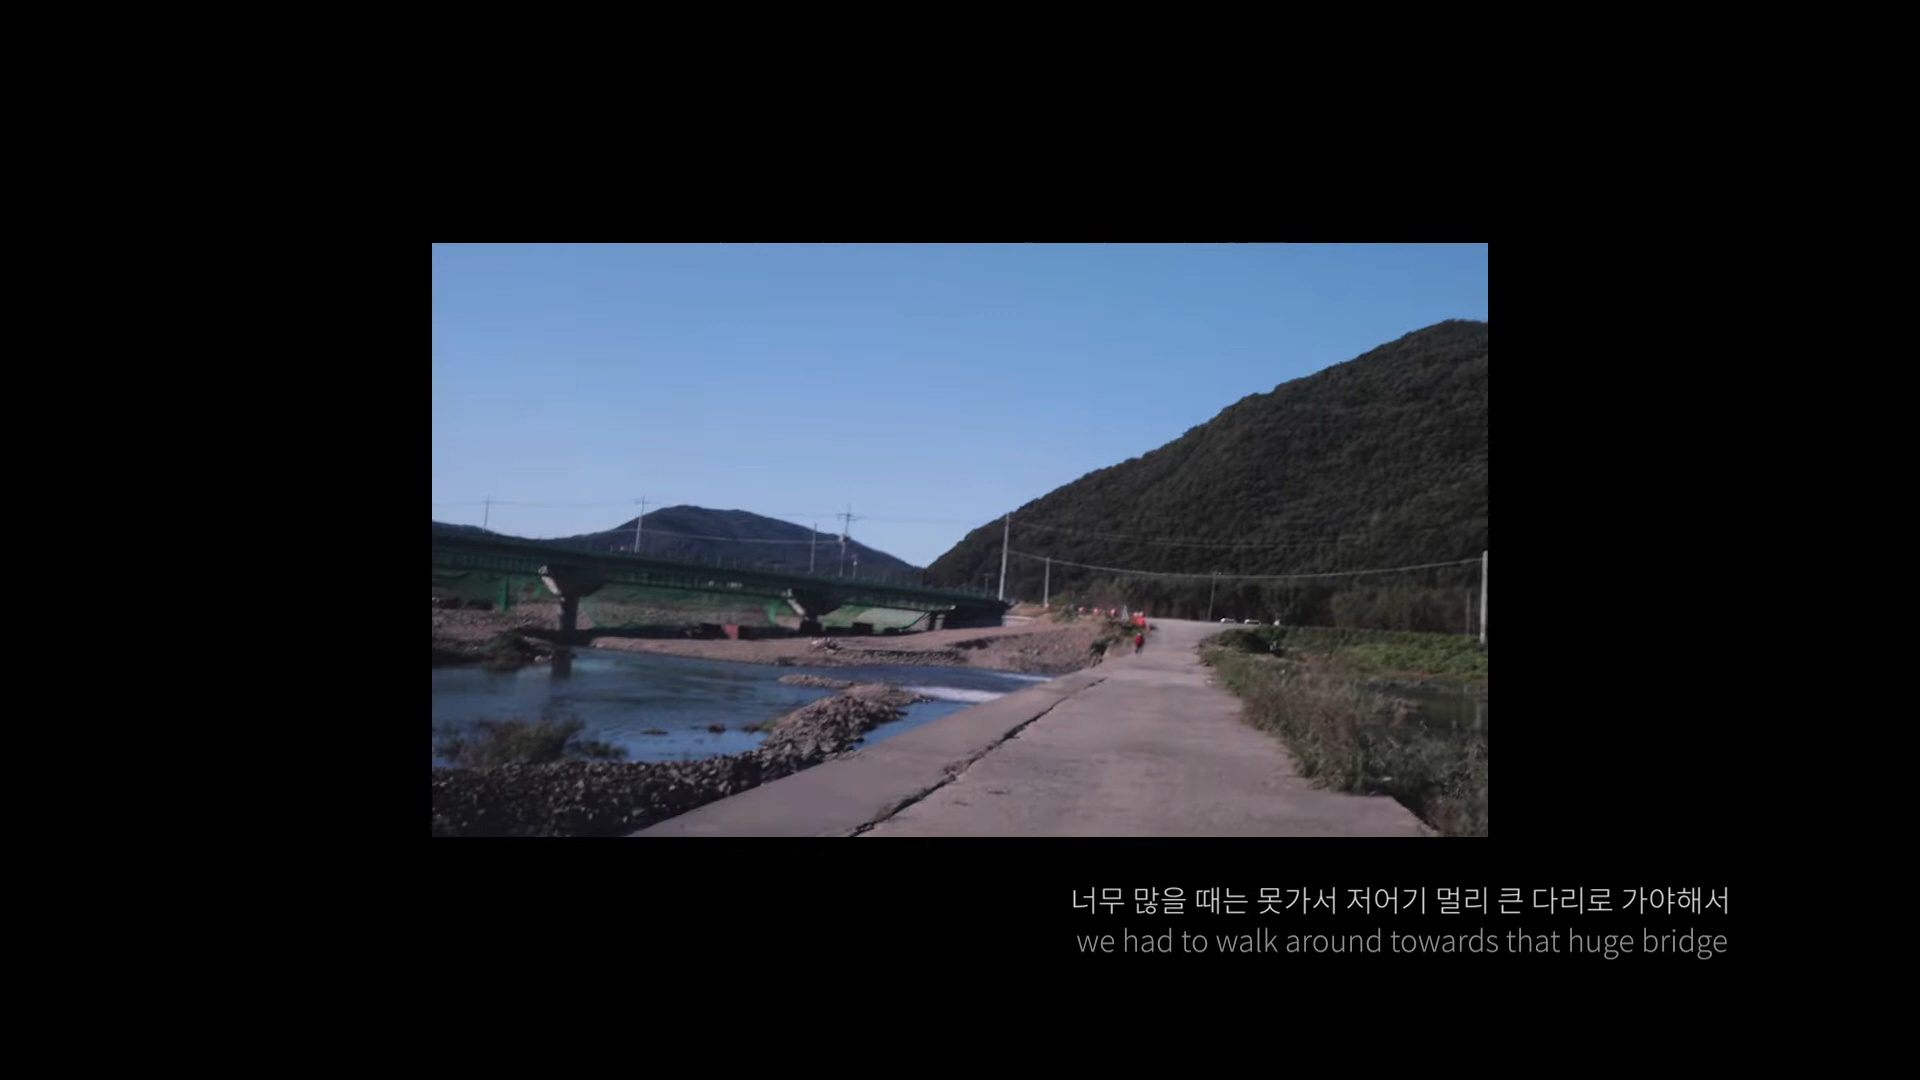 너무 많을 때는 못가서 저어기 멀리 큰 다리로 가야해서
we had to walk around towards that huge bridge